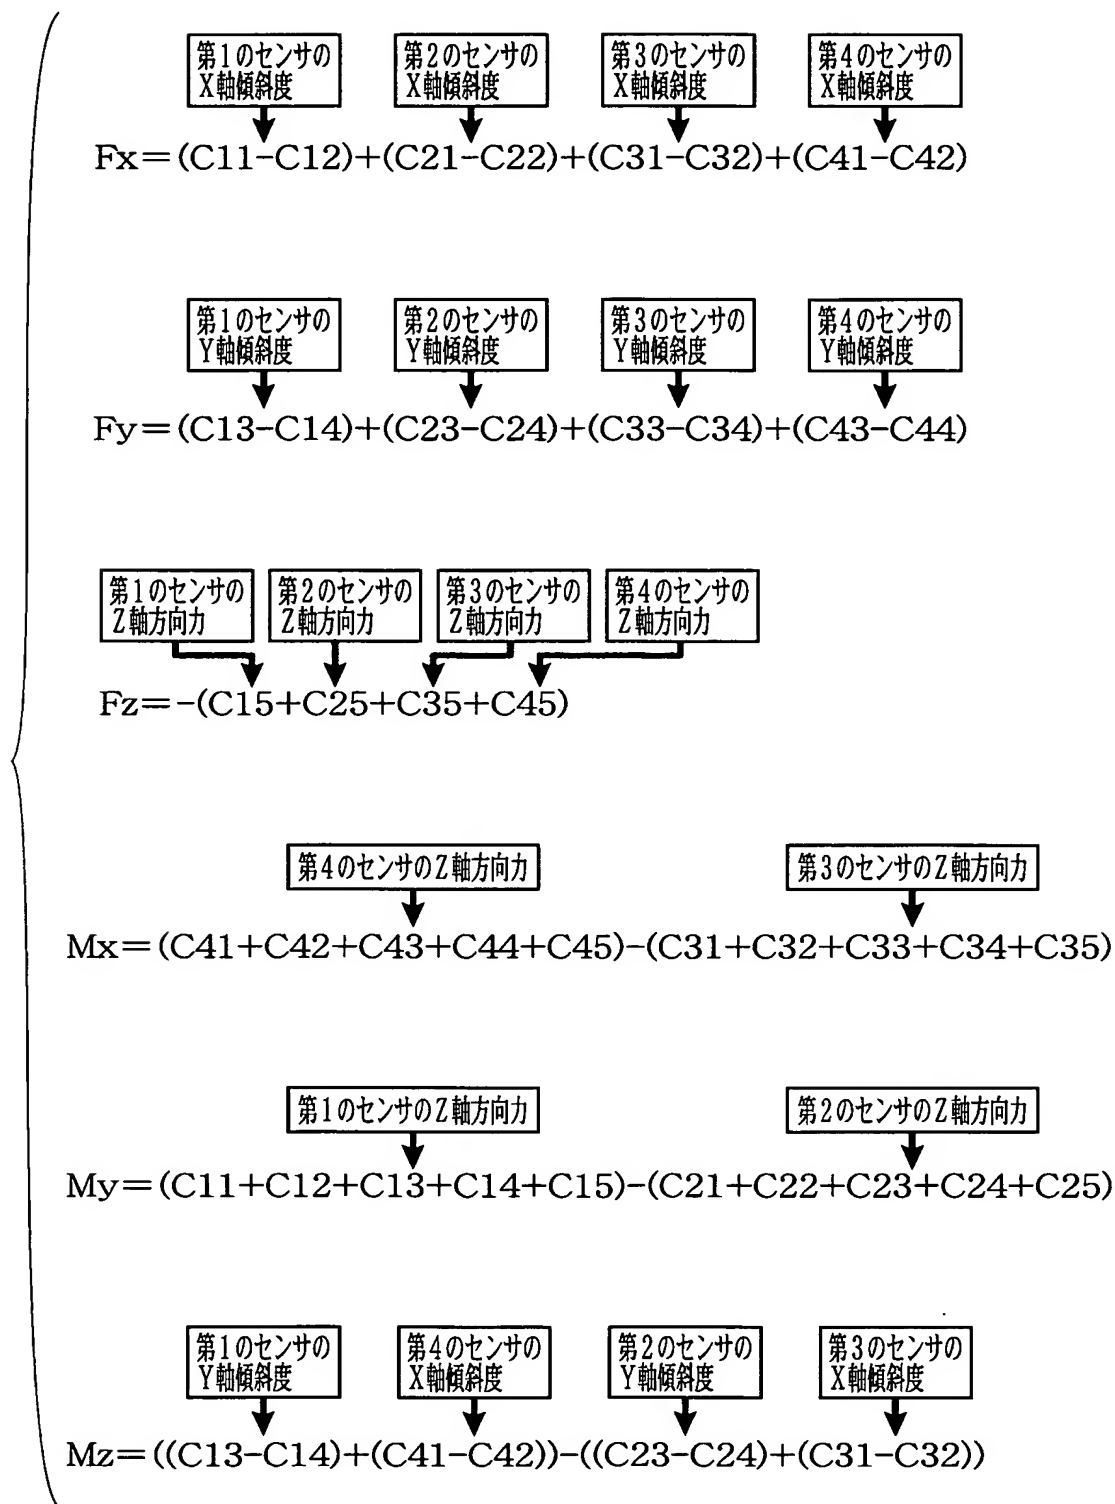 第1のセンサの
X軸傾斜度
第2のセンサの
X軸傾斜度
第3のセンサの
X軸傾斜度
第4のセンサの
X軸傾斜度
Fx=(C11-C12)+(C21-C22)+(C31-C32)+(C41-C42)
第1のセンサの
Y軸傾斜度
第2のセンサの
Y軸傾斜度
第3のセンサの
Y軸傾斜度
第4のセンサの
Y軸傾斜度
Fy=(C13-C14)+(C23-C24)+(C33-C34)+(C43-C44)
第1のセンサの
Z軸方向力
第2のセンサの
Z軸方向力
第3のセンサの
Z軸方向力
第4のセンサの
Z軸方向力
Fz=-(C15+C25+C35+C45)
第4のセンサのZ軸方向力
第3のセンサのZ軸方向力
Mx=(C41+C42+C43+C44+C45)-(C31+C32+C33+C34+C35)
第1のセンサのZ軸方向力
第2のセンサのZ軸方向力
My=(C11+C12+C13+C14+C15)-(C21+C22+C23+C24+C25)
第1のセンサの
Y軸傾斜度
第4のセンサの
X軸傾斜度
第2のセンサの
Y軸傾斜度
第3のセンサの
X軸傾斜度
Mz=((C13-C14)+(C41-C42))-((C23-C24)+(C31-C32))